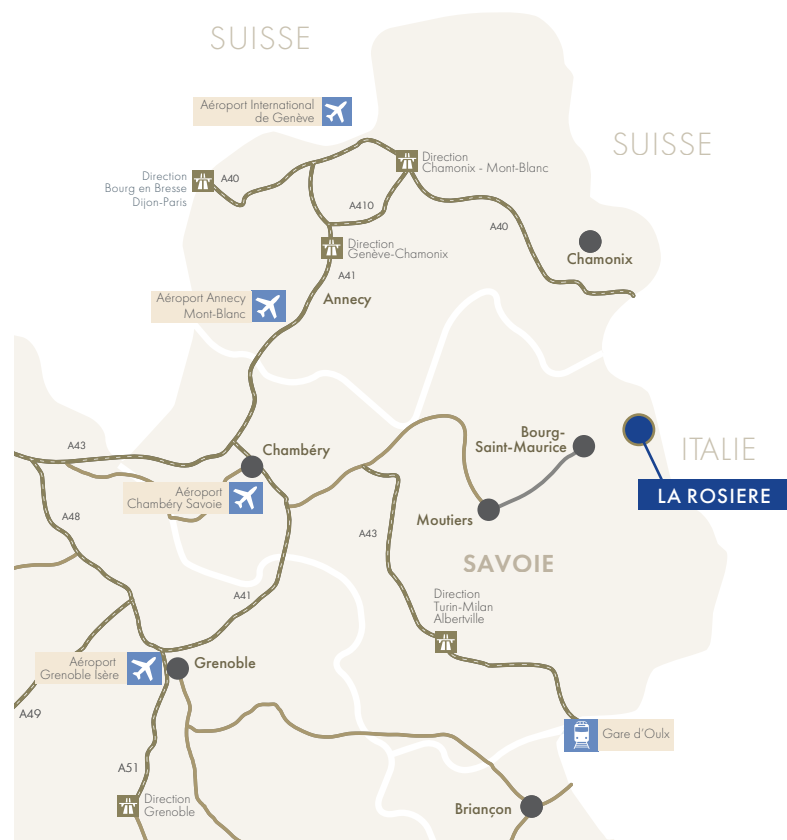 SUISSE
Aéroport International
de Genève
SUISSE
Direction
Chamonix - Mont-Blanc
Direction
Bourg en Bresse
Dijon-Paris
A40
A410
A40
Direction
Genève-Chamonix
Chamonix
A41
Aéroport Annecy
Mont-Blanc
Annecy
Bourg-
Saint-Maurice
ITALIE
A43
Chambéry
Aéroport
Chambéry Savoie
LA ROSIERE
A48
Moutiers
A43
SAVOIE
A41
Direction
Turin-Milan
Albertville
Aéroport
Grenoble Isère
Grenoble
A49
Gare d'Oulx
A51
Direction
Grenoble
Briançon